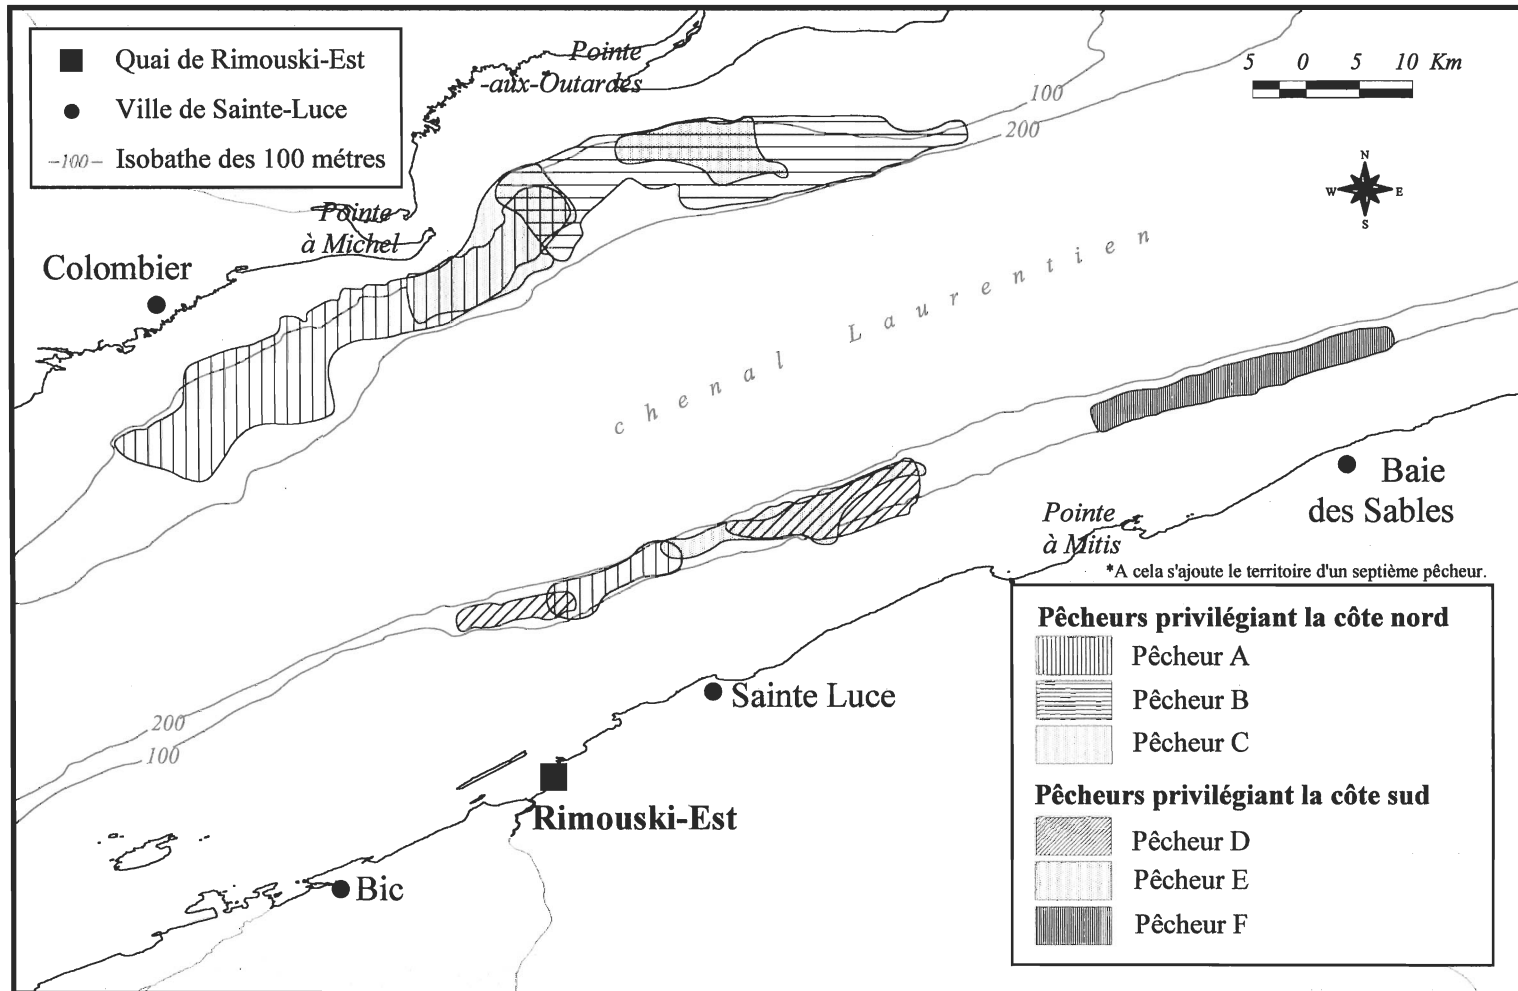 Quai de Rimouski-Est
Ville de Sainte-Luce
-100- Isobathe des 100 métres
Pointe
-aux-Outardes
5 0 5 10 Km
100
200
N
W E
S
Pointe
à Michel
Colombier
chenal Laurentien
Baie
des Sables
Pointe
à Mitis
*A cela s'ajoute le territoire d'un septième pêcheur.
Sainte Luce
200
100
Rimouski-Est
Bic
Pêcheurs privilégiant la côte nord
Pêcheur A
Pêcheur B
Pêcheur C
Pêcheurs privilégiant la côte sud
Pêcheur D
Pêcheur E
Pêcheur F